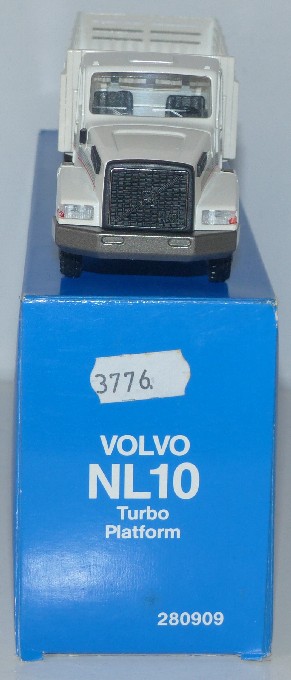 3776.
VOLVO
NL10
Turbo
Platform
280909